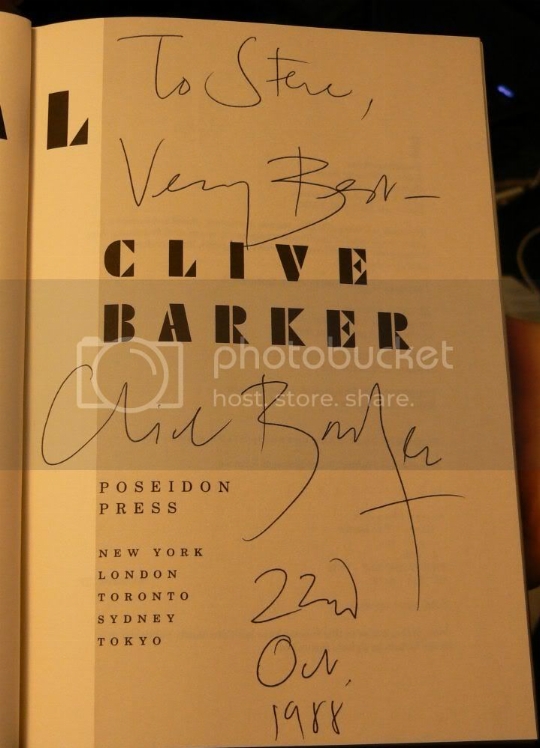 To Steve,
AL
Very Best –
CLIVE
BARKER
photobucket
host. store. share.
Clive Barker
POSEIDON
PRESS
NEW YORK
LONDON
TORONTO
SYDNEY
TOKYO
22nd
Oct,
1988